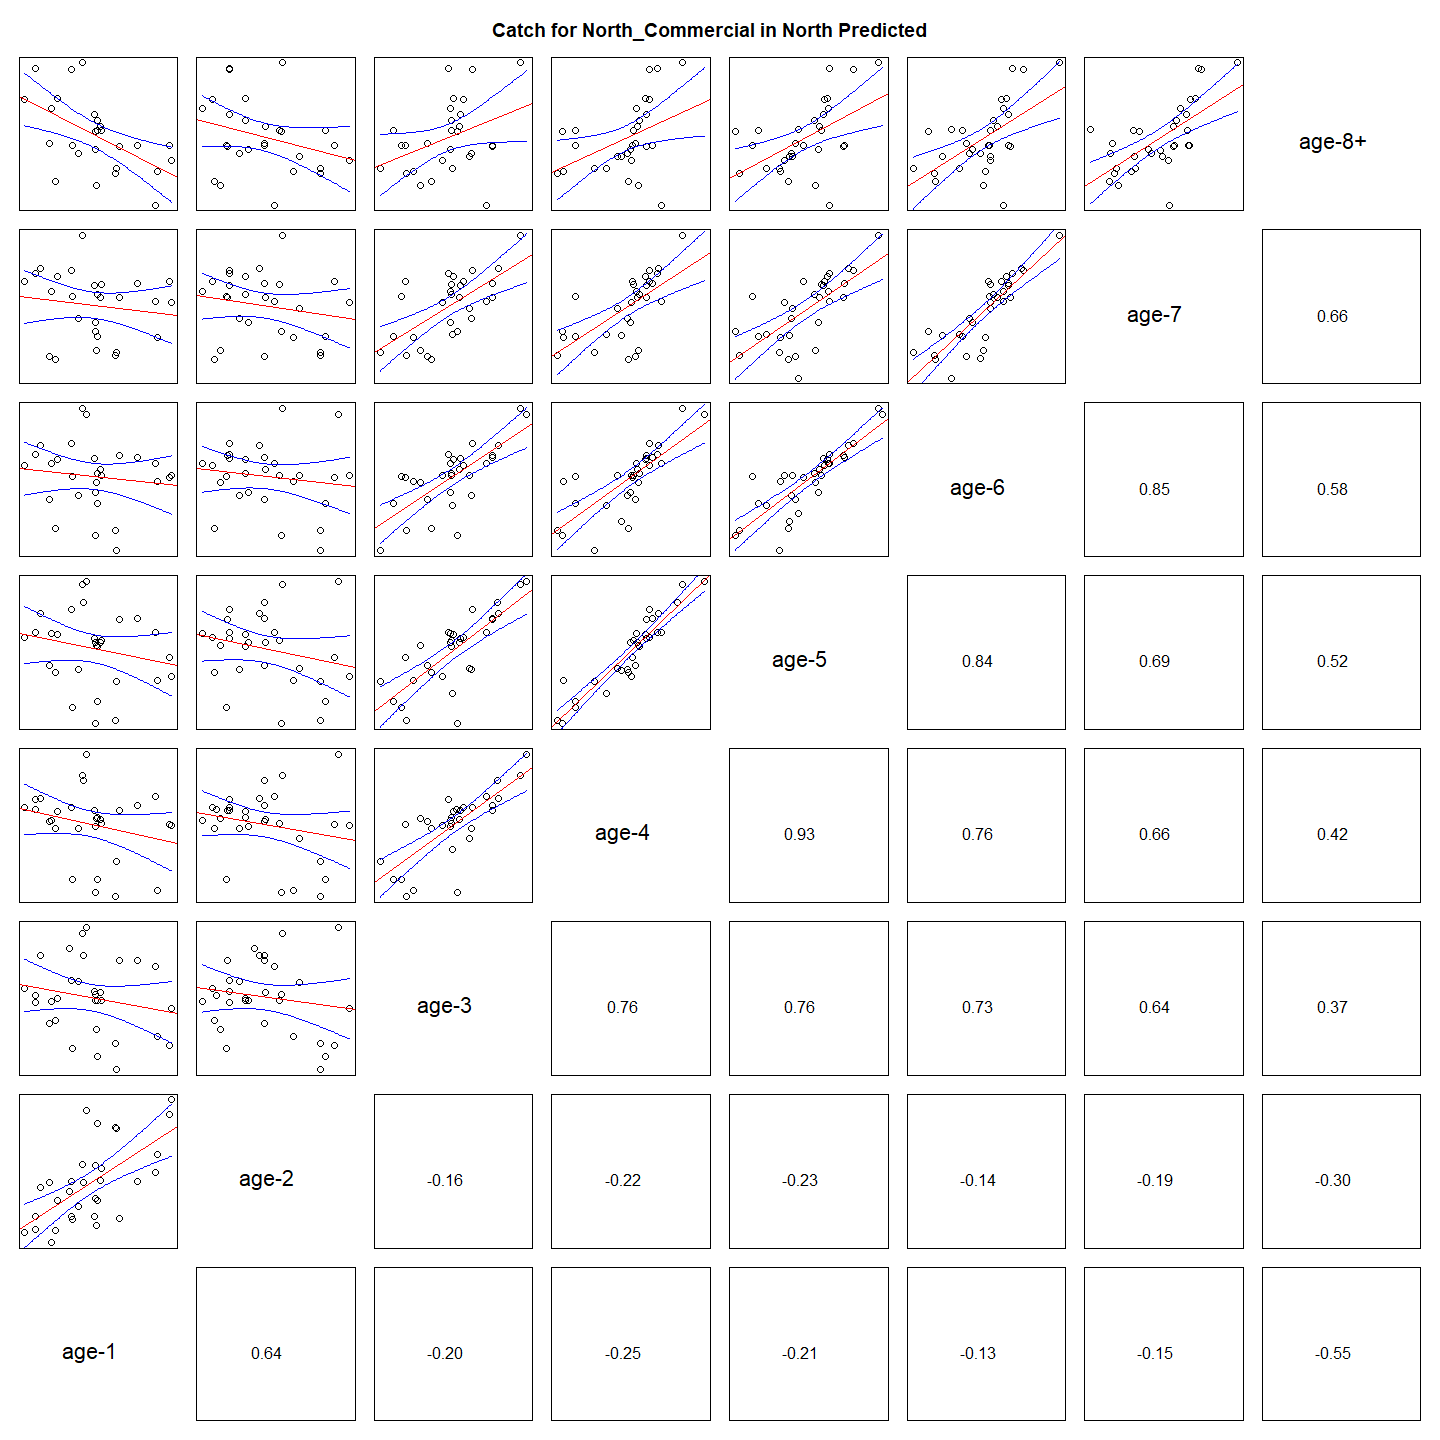 Catch for North_Commercial in North Predicted
age-8+
age-7 0.66
age-6 0.85 0.58
age-5 0.84 0.69 0.52
age-4 0.93 0.76 0.66 0.42
age-3 0.76 0.76 0.73 0.64 0.37
age-2 -0.16 -0.22 -0.23 -0.14 -0.19 -0.30
age-1 0.64 -0.20 -0.25 -0.21 -0.13 -0.15 -0.55